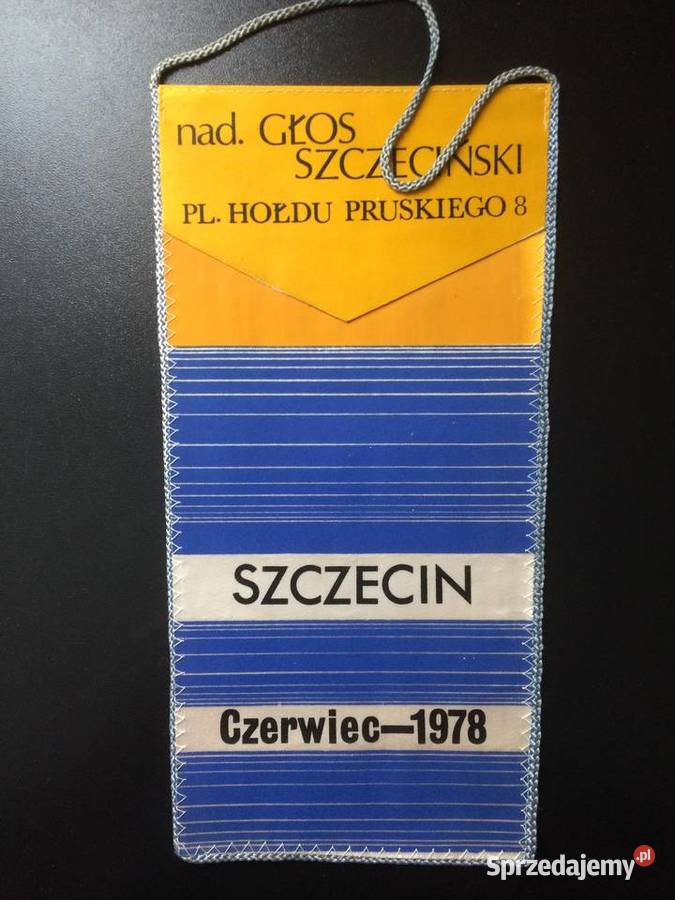 nad. GŁOS
SZCZECIŃSKI
PL. HOŁDU PRUSKIEGO 8
SZCZECIN
Czerwiec—1978
Sprzedajemy.pl